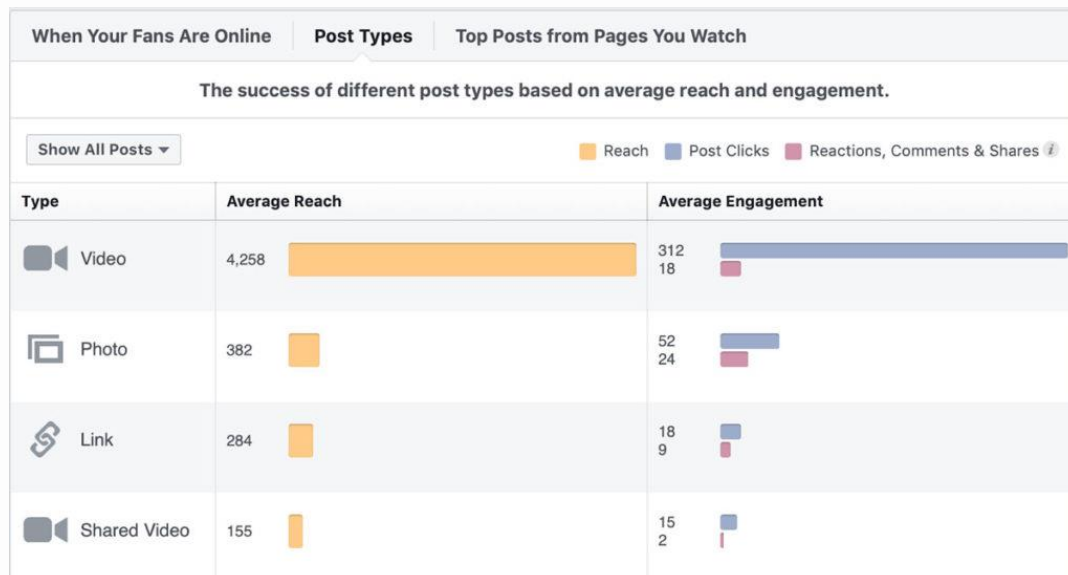 When Your Fans Are Online Post Types Top Posts from Pages You Watch
The success of different post types based on average reach and engagement.
Show All Posts Reach Post Clicks Reactions, Comments & Shares i
Type Average Reach Average Engagement
Video 4,258 312
18
Photo 382 52
24
Link 284 18
9
Shared Video 155 15
2